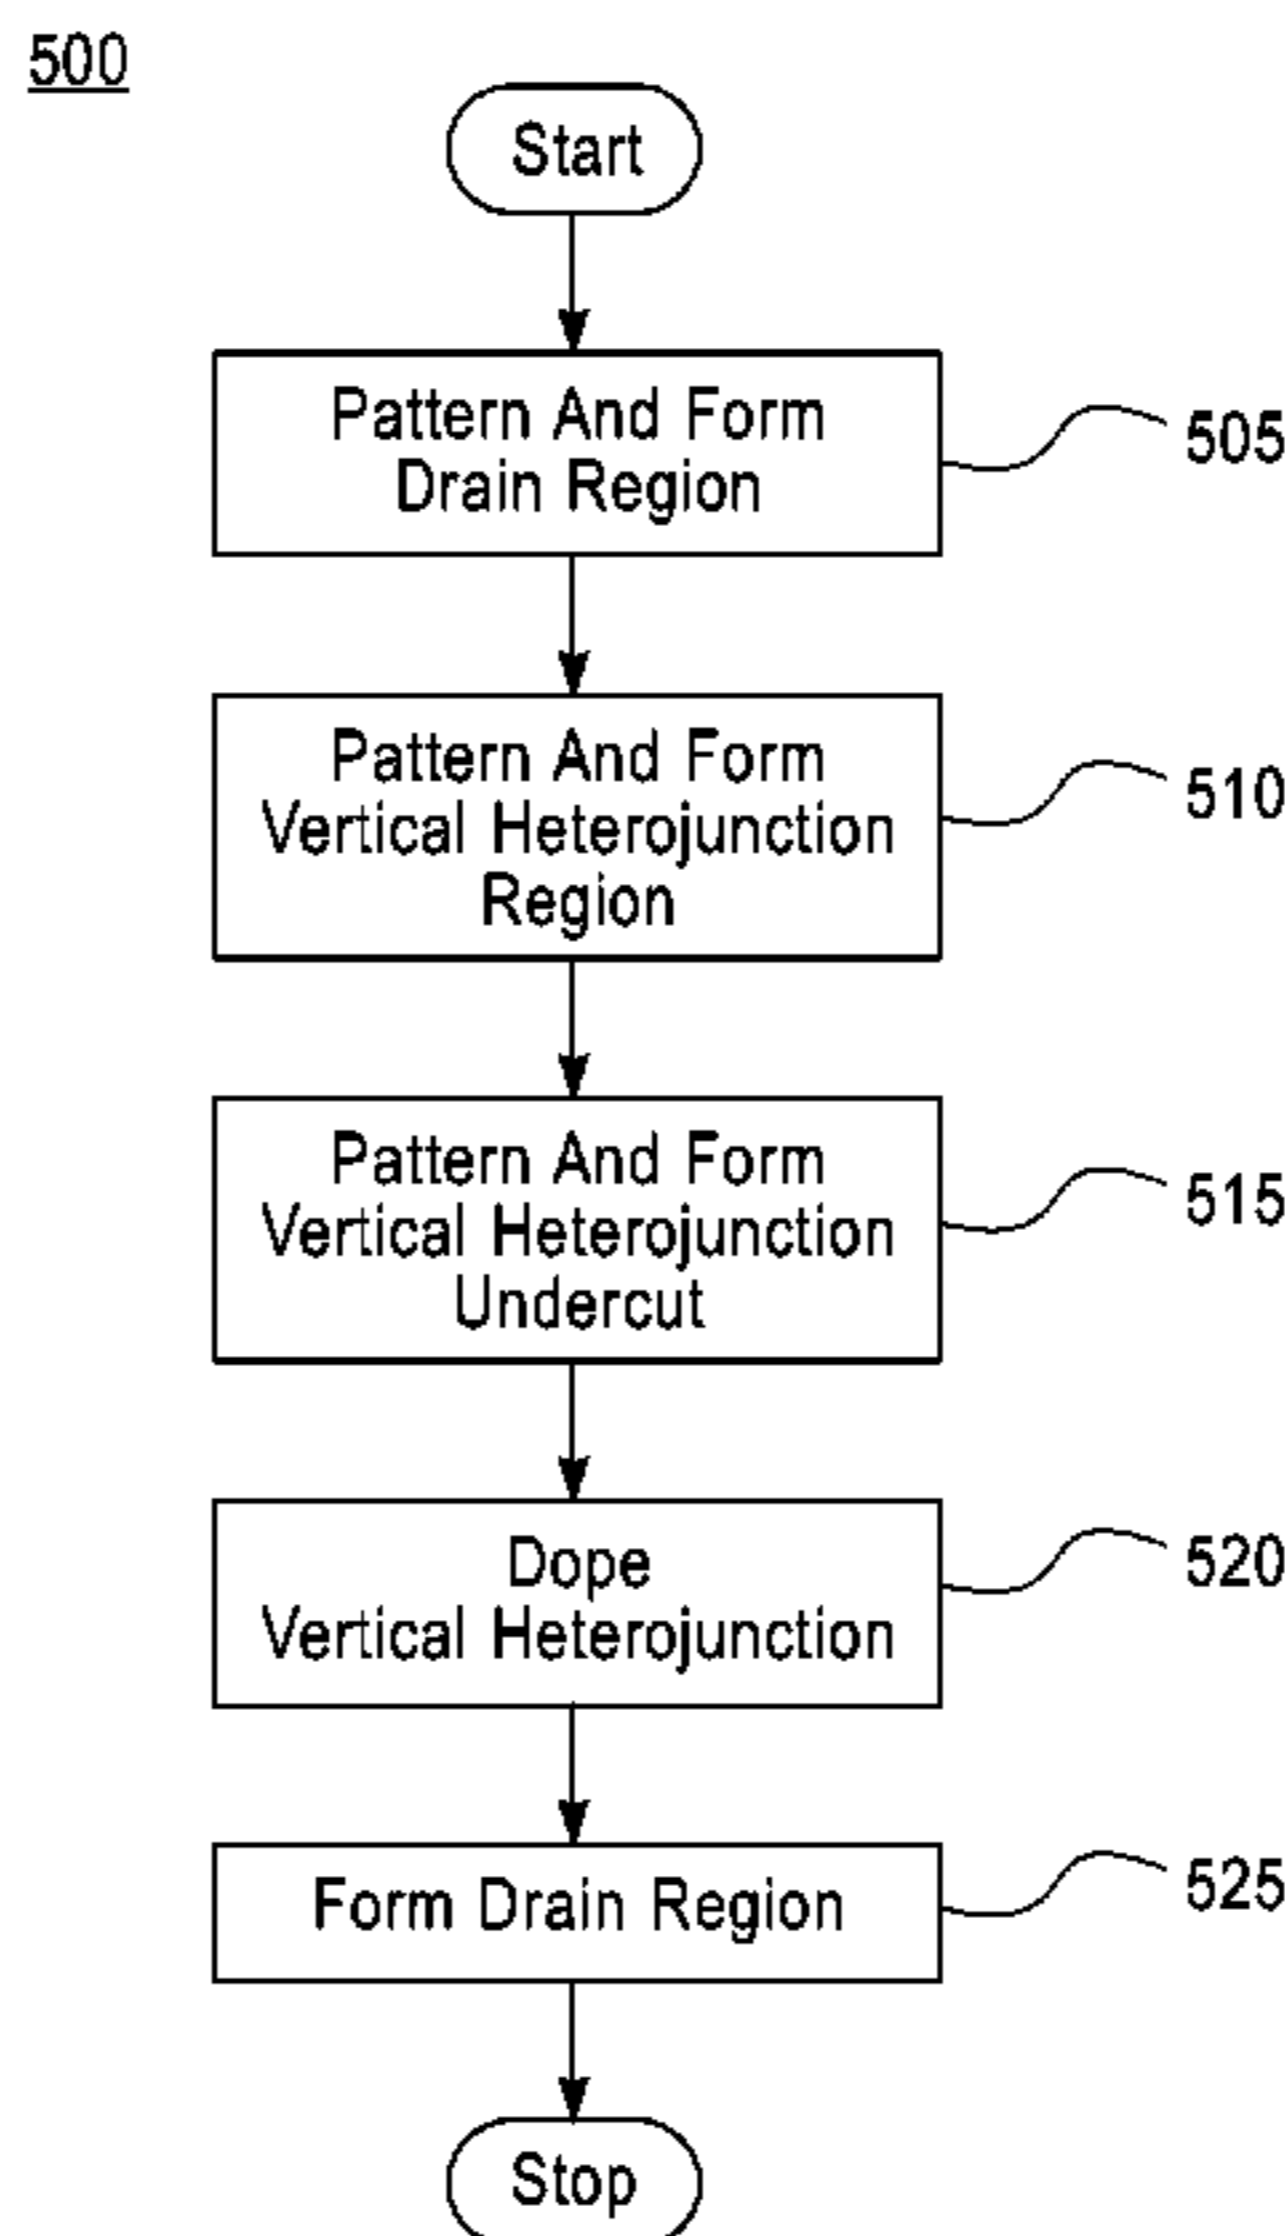 500
Start
Pattern And Form
Drain Region
505
Pattern And Form
Vertical Heterojunction
Region
510
Pattern And Form
Vertical Heterojunction
Undercut
515
Dope
Vertical Heterojunction
520
Form Drain Region
525
Stop